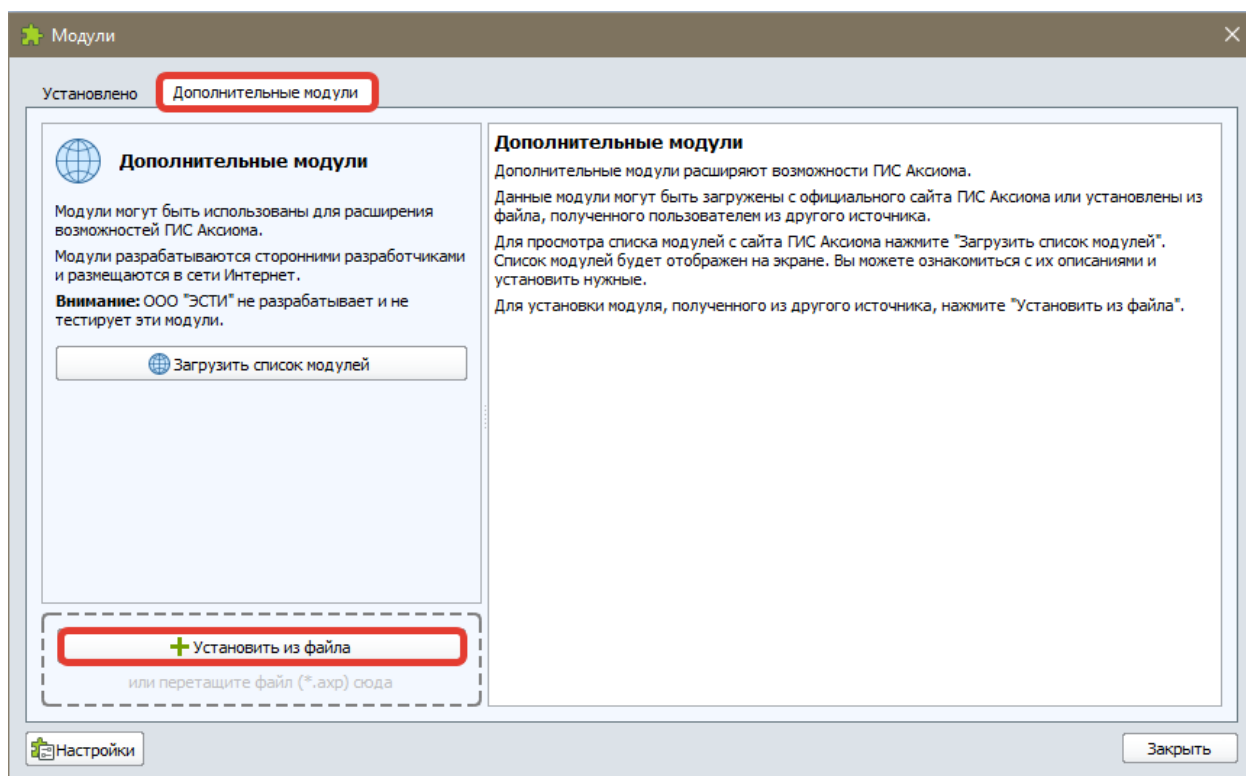 Модули
Установлено
Дополнительные модули
Дополнительные модули
Модули могут быть использованы для расширения
возможностей ГИС Аксиома.
Модули разрабатываются сторонними разработчиками
и размещаются в сети Интернет.
Внимание: ООО "ЭСТИ" не разрабатывает и не
тестирует эти модули.
Загрузить список модулей
Установить из файла
или перетащите файл (*.axp) сюда
Дополнительные модули
Дополнительные модули расширяют возможности ГИС Аксиома.
Данные модули могут быть загружены с официального сайта ГИС Аксиома или установлены из
файла, полученного пользователем из другого источника.
Для просмотра списка модулей с сайта ГИС Аксиома нажмите "Загрузить список модулей".
Список модулей будет отображен на экране. Вы можете ознакомиться с их описаниями и
установить нужные.
Для установки модуля, полученного из другого источника, нажмите "Установить из файла".
Настройки
Закрыть